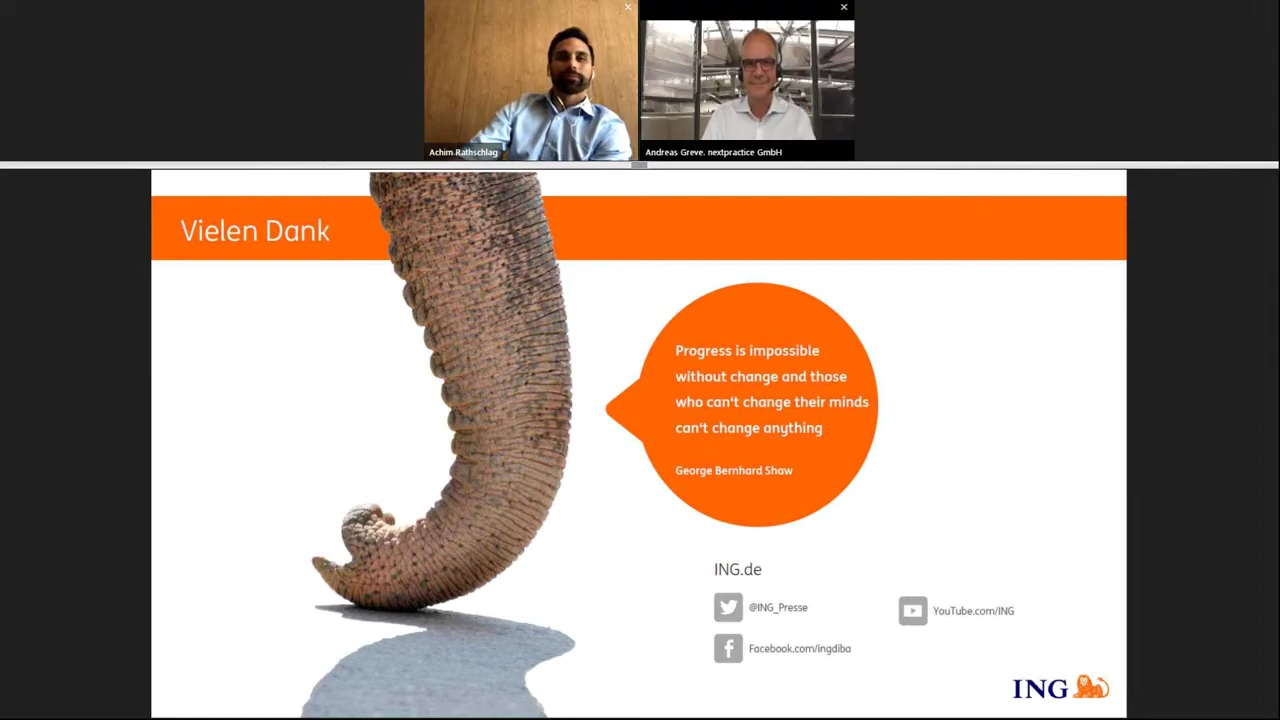 Achim Rathschlag
Andreas Greve. nextpractice GmbH
Vielen Dank
Progress is impossible
without change and those
who can't change their minds
can't change anything
George Bernhard Shaw
ING.de
@ING_Presse
YouTube.com/ING
Facebook.com/ingdiba
ING